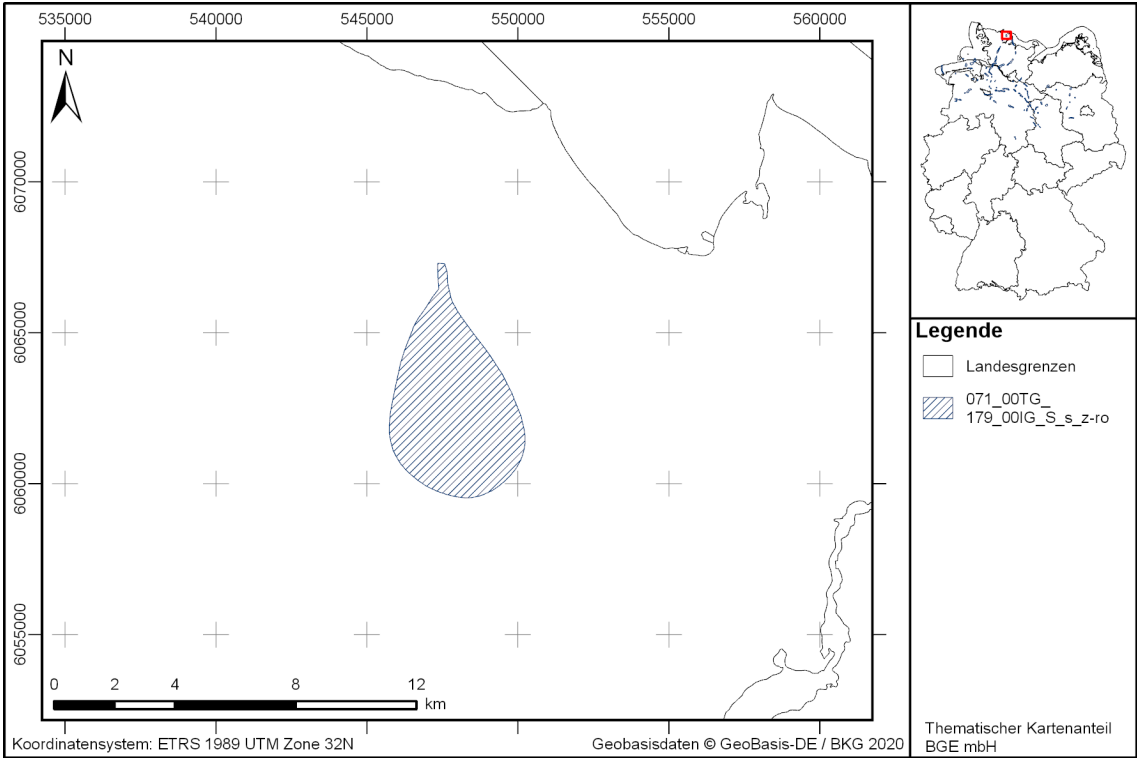 535000 540000 545000 550000 555000 560000
N
6070000
6065000
6060000
6055000
0 2 4 8 12
km
Koordinatensystem: ETRS 1989 UTM Zone 32N
Geobasisdaten © GeoBasis-DE / BKG 2020
Legende
Landesgrenzen
071_00TG_
179_00IG_S_s_z-ro
Thematischer Kartenanteil
BGE mbH